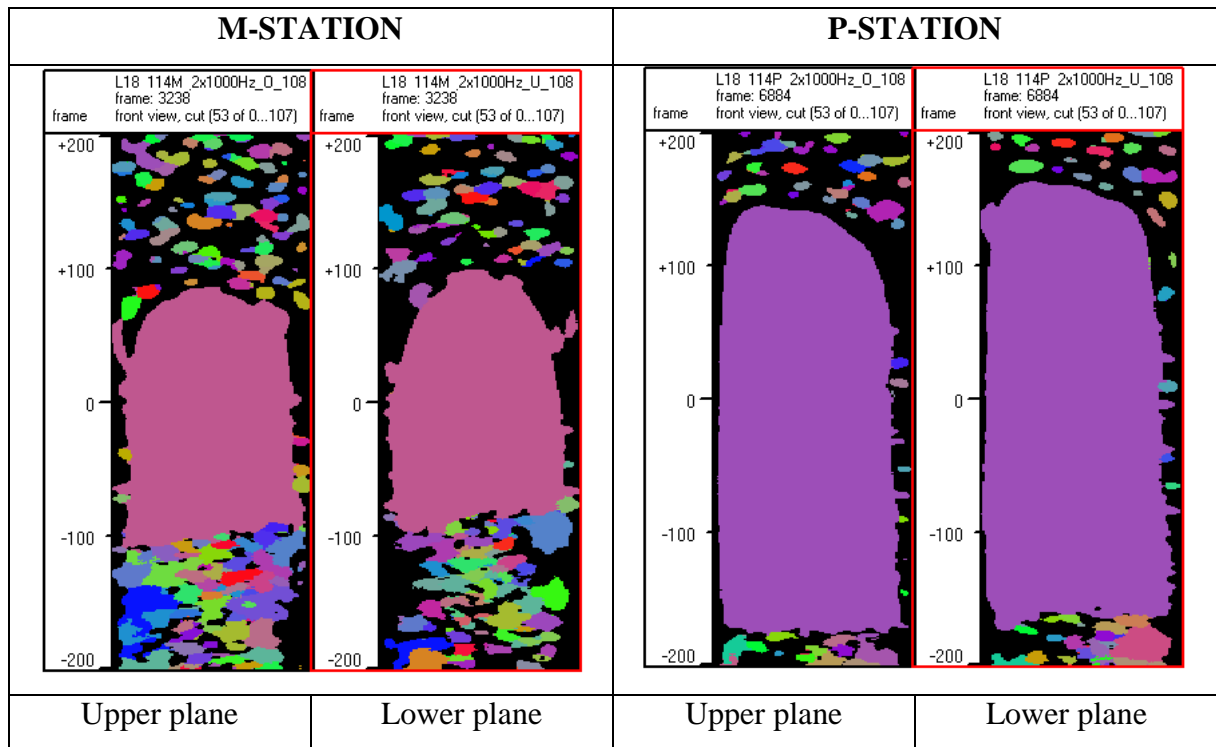 M-STATION
P-STATION
L18 114M 2x1000Hz_O_108
frame: 3238
frame front view, cut (53 of 0...107)
+200
+100
0
-100
-200
L18 114M 2x1000Hz_U_108
frame: 3238
frame front view, cut (53 of 0...107)
+200
+100
0
-100
-200
L18 114P 2x1000Hz_O_108
frame: 6884
frame front view, cut (53 of 0...107)
+200
+100
0
-100
-200
L18 114P 2x1000Hz_U_108
frame: 6884
frame front view, cut (53 of 0...107)
+200
+100
0
-100
-200
Upper plane
Lower plane
Upper plane
Lower plane